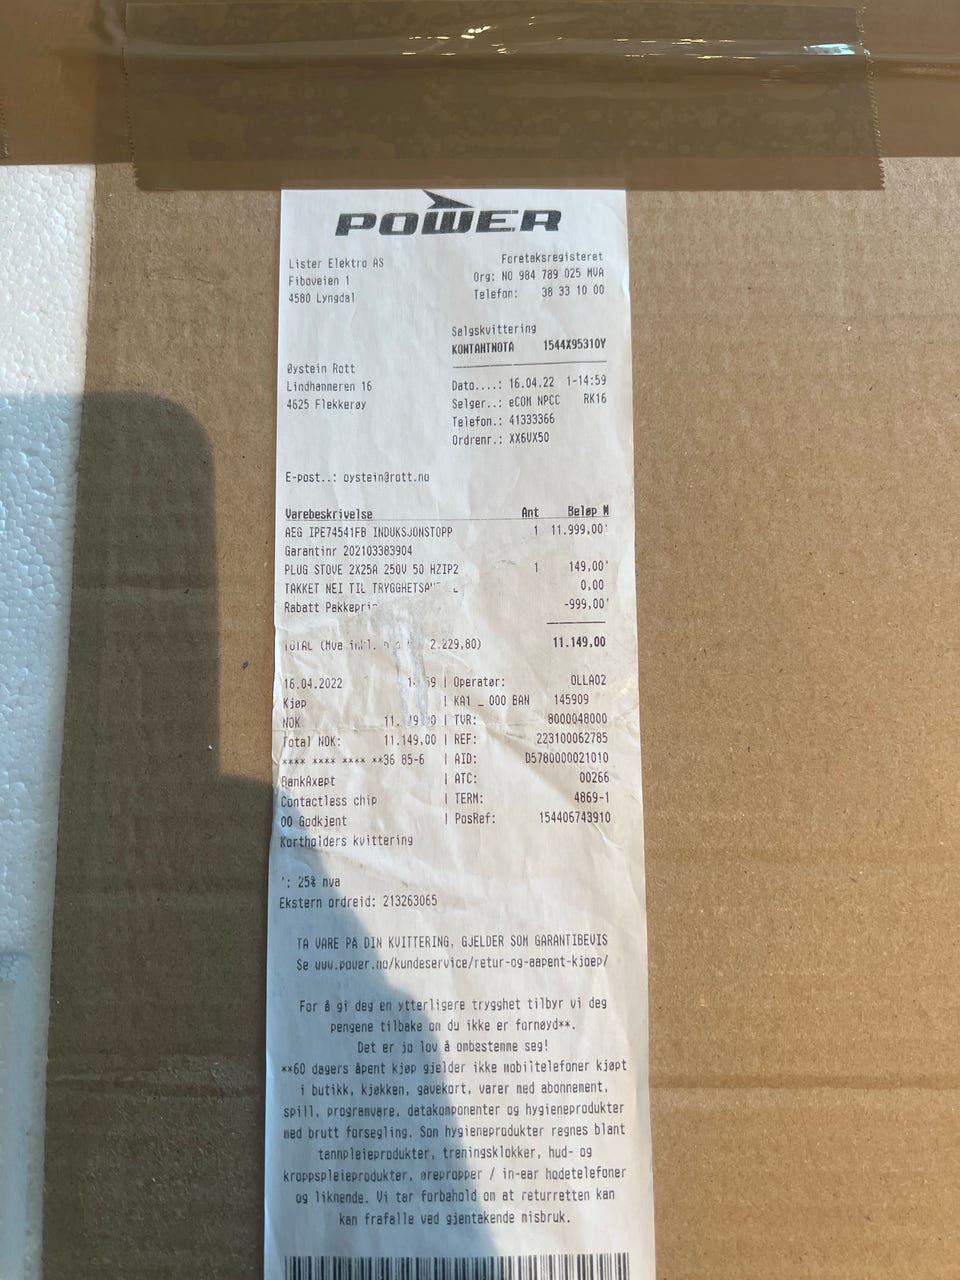 POWER
Lister Elektro AS
Fiboveien 1
4580 Lyngdal
Foretaksregisteret
Org: NO 984 789 025 MVA
Telefon: 38 33 10 00
Salgskvittering
KONTANTNOTA 1544X95310Y
Øystein Rott
Lindhammeren 16
4625 Flekkerøy
Dato....: 16.04.22 1-14:59
Selger..: eCOM NPCC RK16
Telefon.: 41333366
Ordrenr.: XX6VX50
E-post..: oystein@rott.no
Varebeskrivelse Ant Beløp M
AEG IPE74541FB INDUKSJONSTOPP 1 11.999,00'
Garantinr 202103383904
PLUG STOVE 2X25A 250V 50 HZIP2 1 149,00'
TAKKET NEI TIL 0,00
Rabatt -999,00'
TOTAL (Mva inkl. 2.229,80) 11.149,00
16.04.2022 | Operatør: OLLA02
Kjøp | KA1 _ 000 BAN 145909
NOK | TVR: 8000048000
Total NOK: 11.149,00 | REF: 223100062785
**** **** **** **36 85-6 | AID: D5780000021010
BankAxept | ATC: 00266
Contactless chip | TERM: 4869-1
00 Godkjent | PosRef: 154406743910
Kortholders kvittering
': 25% mva
Ekstern ordreid: 213263065
TA VARE PÅ DIN KVITTERING, GJELDER SOM GARANTIBEVIS
Se www.power.no/kundeservice/retur-og-aapent-kjoep/
For å gi deg en ytterligere trygghet tilbyr vi deg
pengene tilbake om du ikke er fornøyd**.
Det er jo lov å ombestemme seg!
**60 dagers åpent kjøp gjelder ikke mobiltelefoner kjøpt
i butikk, kjøkken, gavekort, varer med abonnement,
spill, programvare, datakomponenter og hygieneprodukter
med brutt forsegling. Som hygieneprodukter regnes blant
tannpleieprodukter, treningsklokker, hud- og
kroppspleieprodukter, ørepropper / in-ear hodetelefoner
og liknende. Vi tar forbehold om at returretten kan
kan frafalle ved gjentakende misbruk.